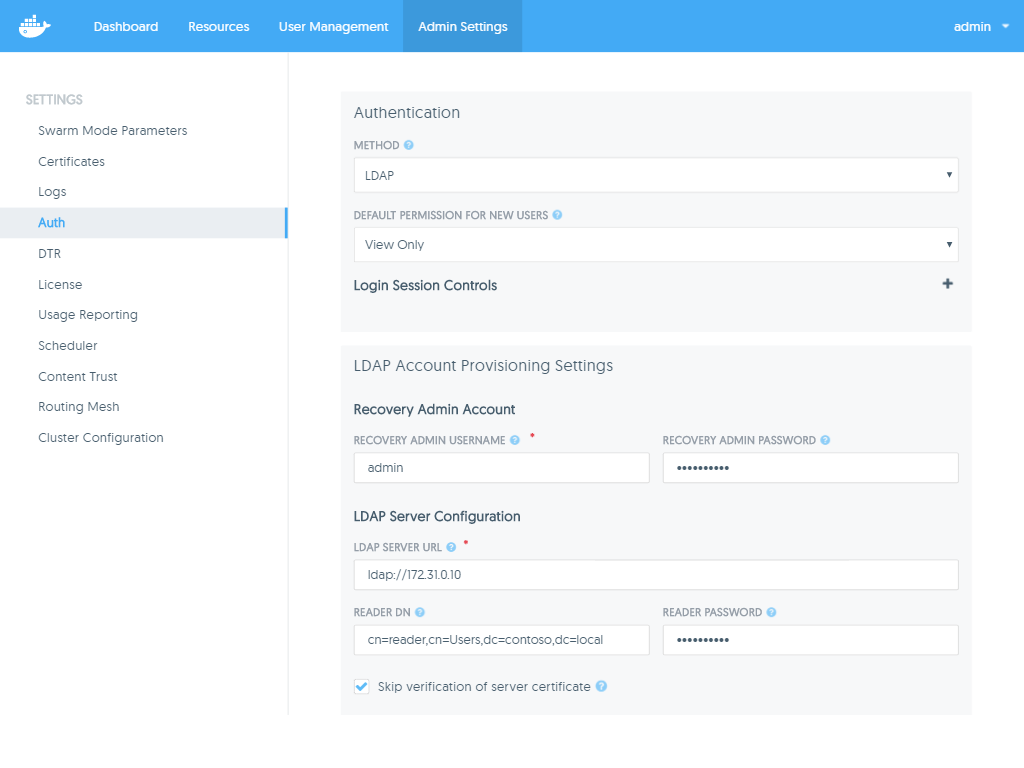 Dashboard Resources User Management Admin Settings admin
SETTINGS
Swarm Mode Parameters
Certificates
Logs
Auth
DTR
License
Usage Reporting
Scheduler
Content Trust
Routing Mesh
Cluster Configuration
Authentication
METHOD ?
LDAP
DEFAULT PERMISSION FOR NEW USERS ?
View Only
Login Session Controls +
LDAP Account Provisioning Settings
Recovery Admin Account
RECOVERY ADMIN USERNAME ? * RECOVERY ADMIN PASSWORD ?
admin ••••••••••
LDAP Server Configuration
LDAP SERVER URL ? *
ldap://172.31.0.10
READER DN ? READER PASSWORD ?
cn=reader,cn=Users,dc=contoso,dc=local ••••••••••
Skip verification of server certificate ?